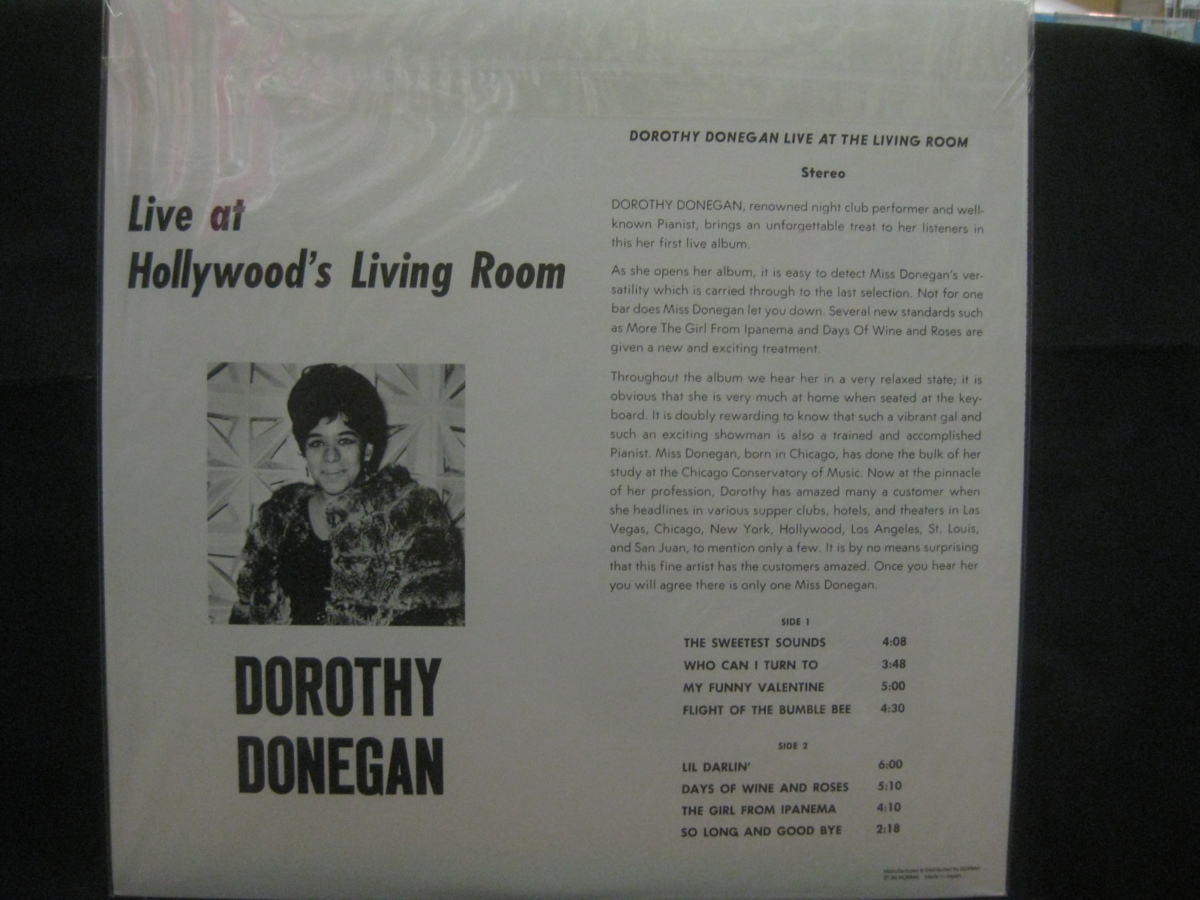 Live at
Hollywood's Living Room
DOROTHY
DONEGAN
DOROTHY DONEGAN LIVE AT THE LIVING ROOM
Stereo
DOROTHY DONEGAN, renowned night club performer and well-
known Pianist, brings an unforgettable treat to her listeners in
this her first live album.
As she opens her album, it is easy to detect Miss Donegan's ver-
satility which is carried through to the last selection. Not for one
bar does Miss Donegan let you down. Several new standards such
as More The Girl From Ipanema and Days Of Wine and Roses are
given a new and exciting treatment.
Throughout the album we hear her in a very relaxed state; it is
obvious that she is very much at home when seated at the key-
board. It is doubly rewarding to know that such a vibrant gal and
such an exciting showman is also a trained and accomplished
Pianist. Miss Donegan, born in Chicago, has done the bulk of her
study at the Chicago Conservatory of Music. Now at the pinnacle
of her profession, Dorothy has amazed many a customer when
she headlines in various supper clubs, hotels, and theaters in Las
Vegas, Chicago, New York, Hollywood, Los Angeles, St. Louis,
and San Juan, to mention only a few. It is by no means surprising
that this fine artist has the customers amazed. Once you hear her
you will agree there is only one Miss Donegan.
SIDE 1
THE SWEETEST SOUNDS 4:08
WHO CAN I TURN TO 3:48
MY FUNNY VALENTINE 5:00
FLIGHT OF THE BUMBLE BEE 4:30
SIDE 2
LIL DARLIN' 6:00
DAYS OF WINE AND ROSES 5:10
THE GIRL FROM IPANEMA 4:10
SO LONG AND GOOD BYE 2:18
Manufactured & Distributed by
Made in Japan